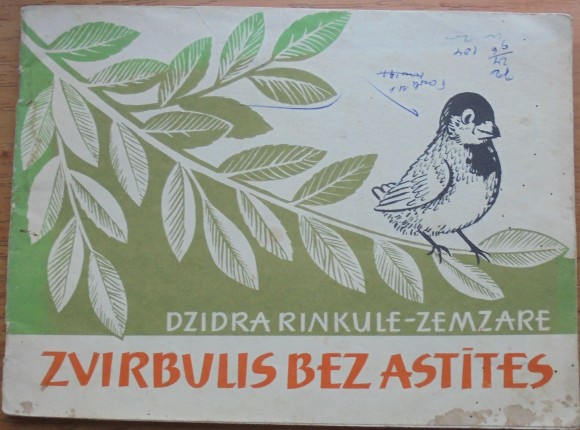 DZIDRA RINKULE-ZEMZARE
ZVIRBULIS BEZ ASTĪTES